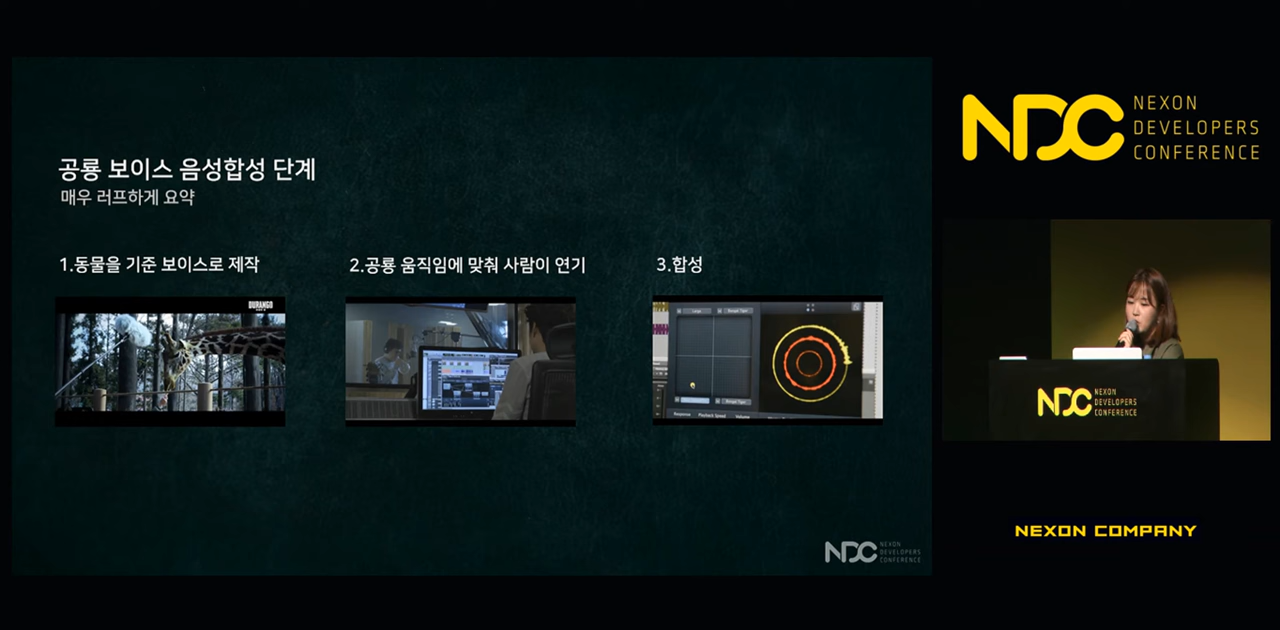 공룡 보이스 음성합성 단계
매우 러프하게 요약
1.동물을 기준 보이스로 제작
2.공룡 움직임에 맞춰 사람이 연기
3.합성
DURANGO
NDC
NEXON
DEVELOPERS
CONFERENCE
NDC
NEXON
DEVELOPERS
CONFERENCE
NDC
NEXON
DEVELOPERS
CONFERENCE
NEXON COMPANY